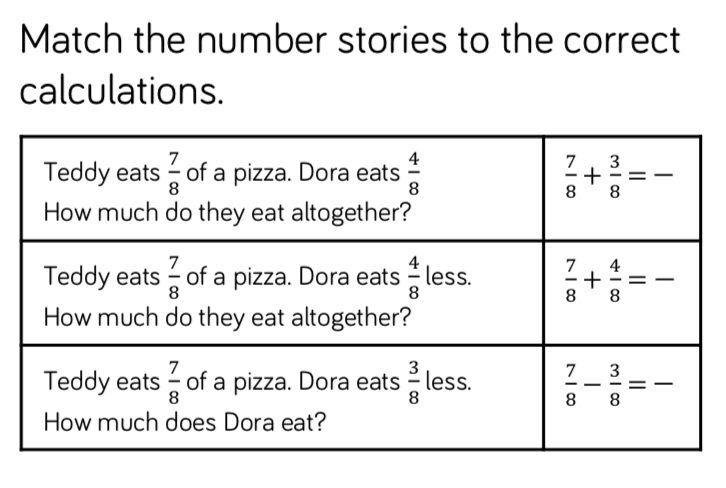 Match the number stories to the correct
calculations.
Teddy eats 7/8 of a pizza. Dora eats 4/8
How much do they eat altogether?
7/8 + 3/8 = −
Teddy eats 7/8 of a pizza. Dora eats 4/8 less.
How much do they eat altogether?
7/8 + 4/8 = −
Teddy eats 7/8 of a pizza. Dora eats 3/8 less.
How much does Dora eat?
7/8 − 3/8 = −